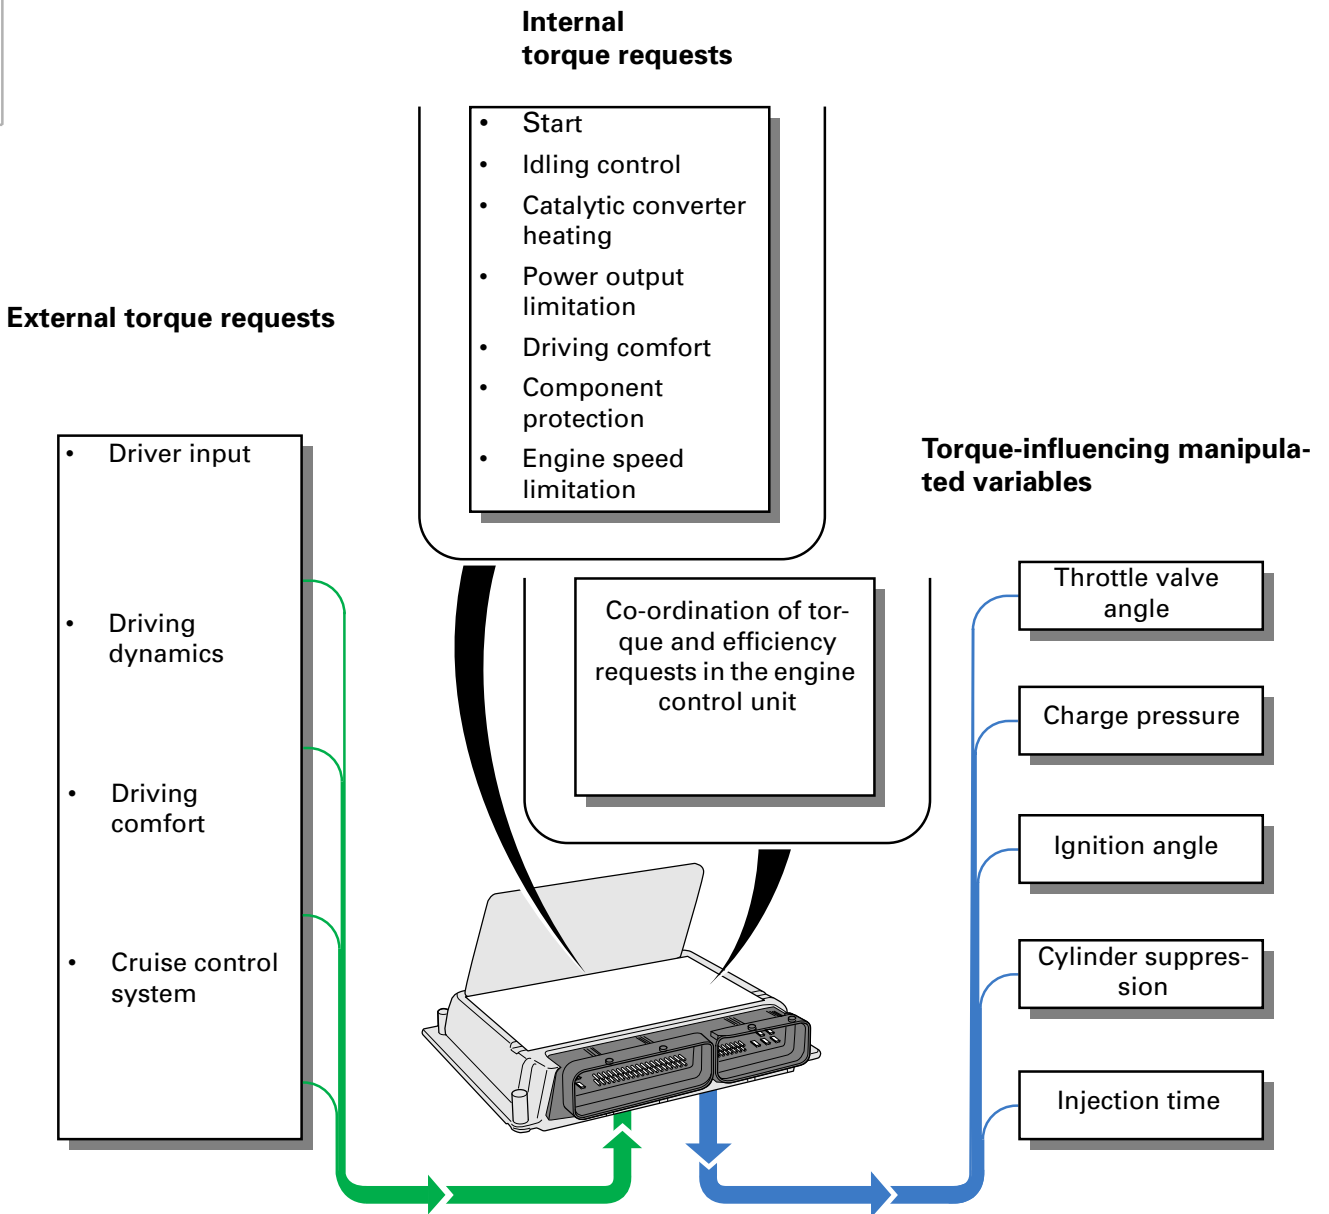 Internal
torque requests
• Start
• Idling control
• Catalytic converter
heating
• Power output
limitation
• Driving comfort
• Component
protection
• Engine speed
limitation
External torque requests
• Driver input
• Driving
dynamics
• Driving
comfort
• Cruise control
system
Co-ordination of tor-
que and efficiency
requests in the engine
control unit
Torque-influencing manipula-
ted variables
Throttle valve
angle
Charge pressure
Ignition angle
Cylinder suppres-
sion
Injection time